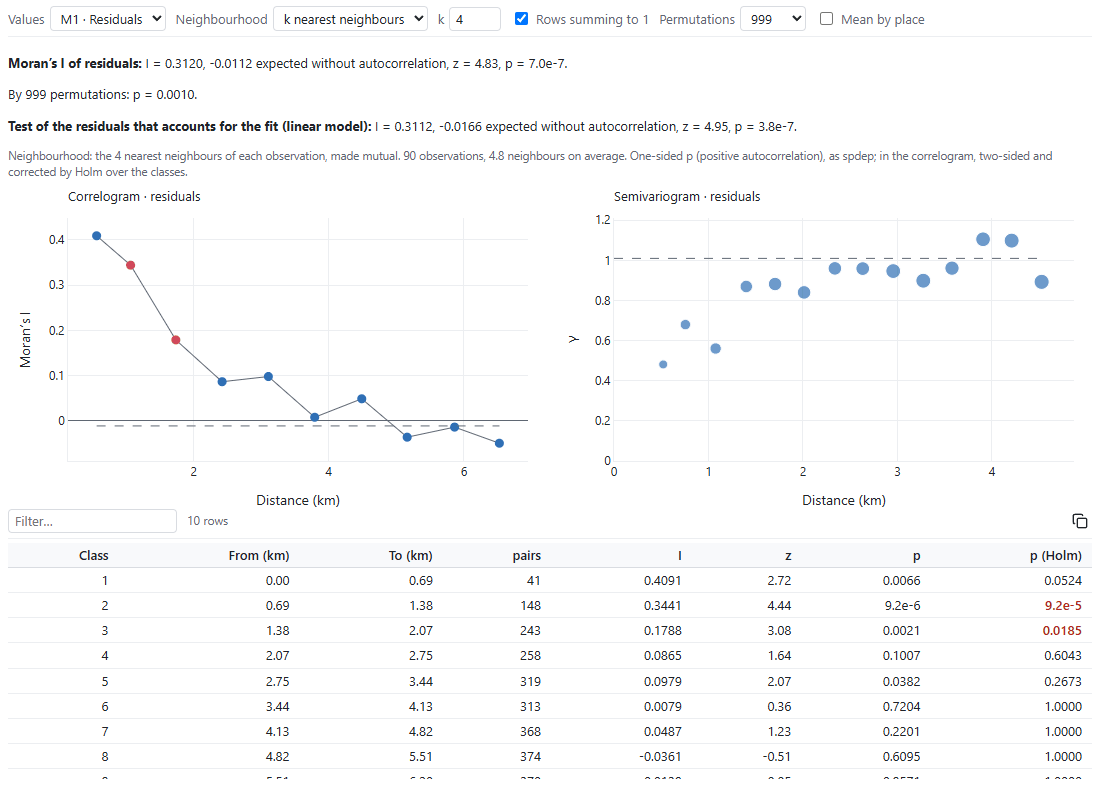 Values M1 · Residuals Neighbourhood k nearest neighbours k 4 Rows summing to 1 Permutations 999 Mean by place
Moran’s I of residuals: I = 0.3120, -0.0112 expected without autocorrelation, z = 4.83, p = 7.0e-7.
By 999 permutations: p = 0.0010.
Test of the residuals that accounts for the fit (linear model): I = 0.3112, -0.0166 expected without autocorrelation, z = 4.95, p = 3.8e-7.
Neighbourhood: the 4 nearest neighbours of each observation, made mutual. 90 observations, 4.8 neighbours on average. One-sided p (positive autocorrelation), as spdep; in the correlogram, two-sided and
corrected by Holm over the classes.
Correlogram · residuals
0.4
0.3
0.2
0.1
0
Moran’s I
2 4 6
Distance (km)
Semivariogram · residuals
1.2
1
0.8
0.6
0.4
0.2
0
γ
0 1 2 3 4
Distance (km)
Filter... 10 rows
Class From (km) To (km) pairs I z p p (Holm)
1 0.00 0.69 41 0.4091 2.72 0.0066 0.0524
2 0.69 1.38 148 0.3441 4.44 9.2e-6 9.2e-5
3 1.38 2.07 243 0.1788 3.08 0.0021 0.0185
4 2.07 2.75 258 0.0865 1.64 0.1007 0.6043
5 2.75 3.44 319 0.0979 2.07 0.0382 0.2673
6 3.44 4.13 313 0.0079 0.36 0.7204 1.0000
7 4.13 4.82 368 0.0487 1.23 0.2201 1.0000
8 4.82 5.51 374 -0.0361 -0.51 0.6095 1.0000